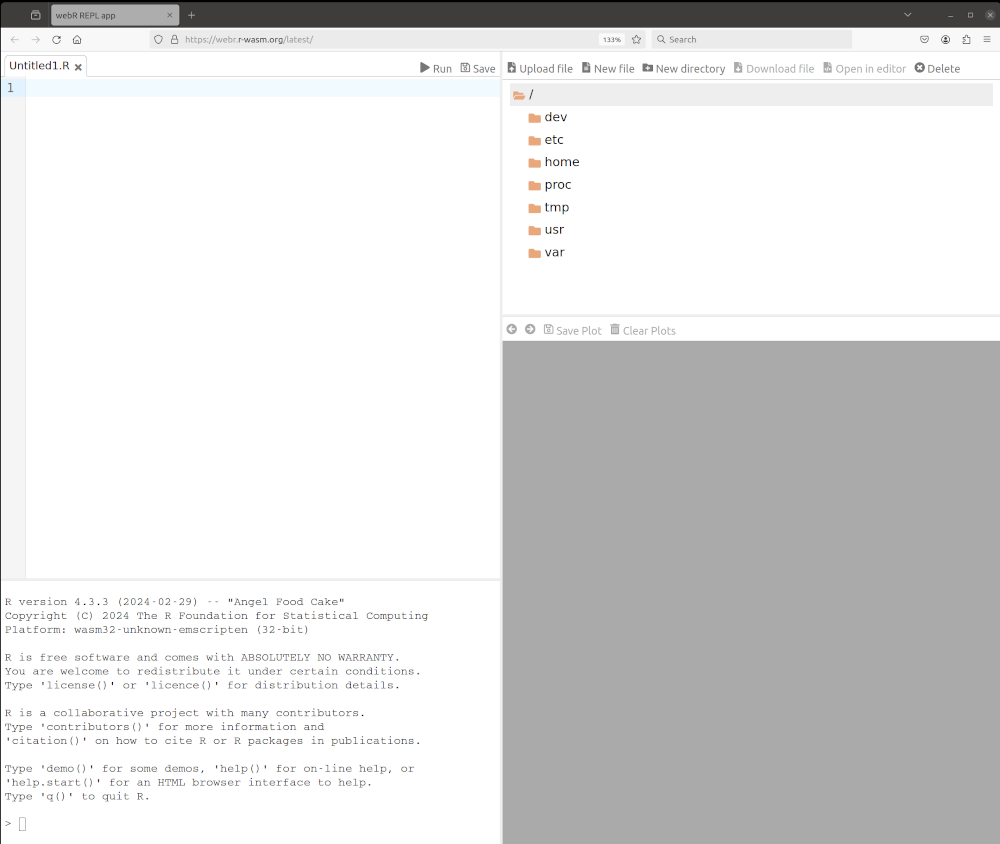 webR REPL app
https://webr.r-wasm.org/latest/
133%
Search
Untitled1.R
Run
Save
1
Upload file
New file
New directory
Download file
Open in editor
Delete
/
dev
etc
home
proc
tmp
usr
var
Save Plot
Clear Plots
R version 4.3.3 (2024-02-29) -- "Angel Food Cake"
Copyright (C) 2024 The R Foundation for Statistical Computing
Platform: wasm32-unknown-emscripten (32-bit)
R is free software and comes with ABSOLUTELY NO WARRANTY.
You are welcome to redistribute it under certain conditions.
Type 'license()' or 'licence()' for distribution details.
R is a collaborative project with many contributors.
Type 'contributors()' for more information and
'citation()' on how to cite R or R packages in publications.
Type 'demo()' for some demos, 'help()' for on-line help, or
'help.start()' for an HTML browser interface to help.
Type 'q()' to quit R.
>